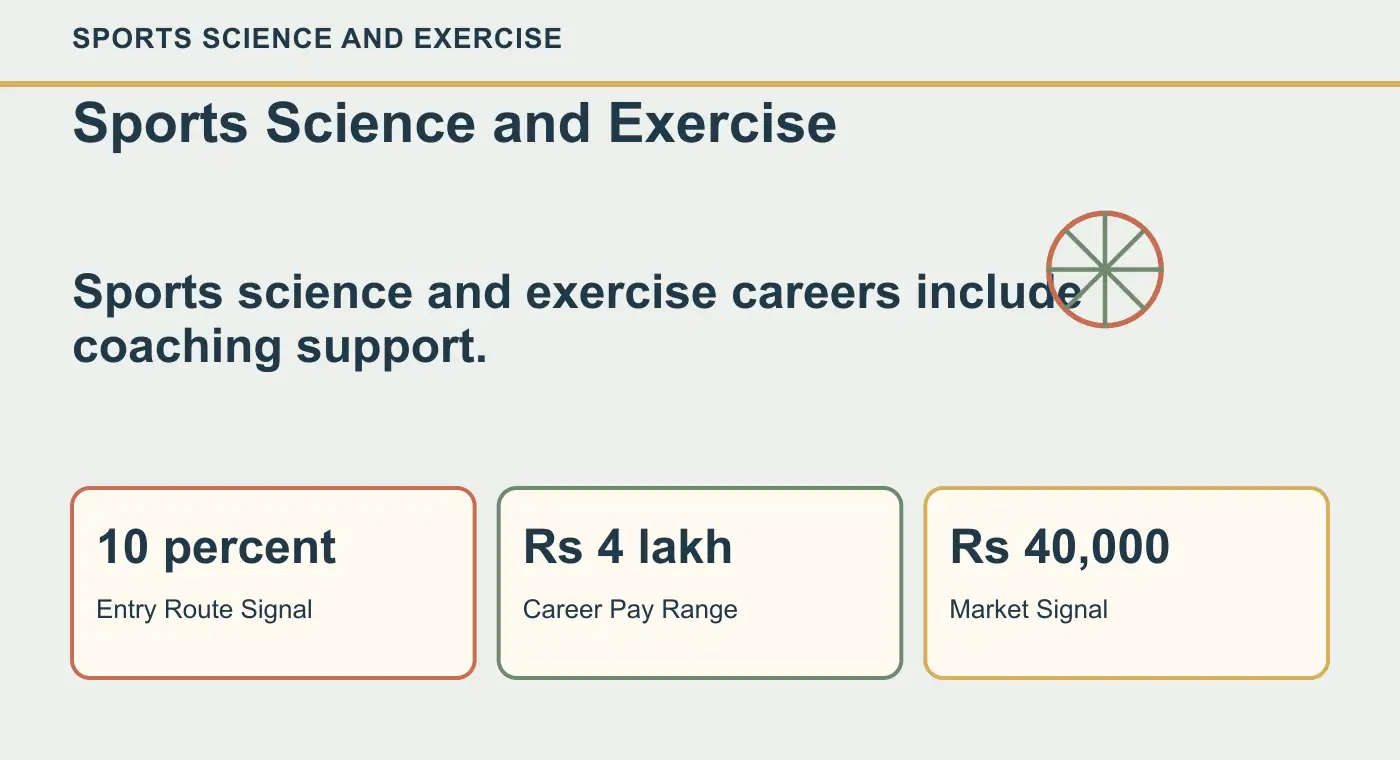 SPORTS SCIENCE AND EXERCISE
Sports Science and Exercise
Sports science and exercise careers include
coaching support.
10 percent
Entry Route Signal
Rs 4 lakh
Career Pay Range
Rs 40,000
Market Signal